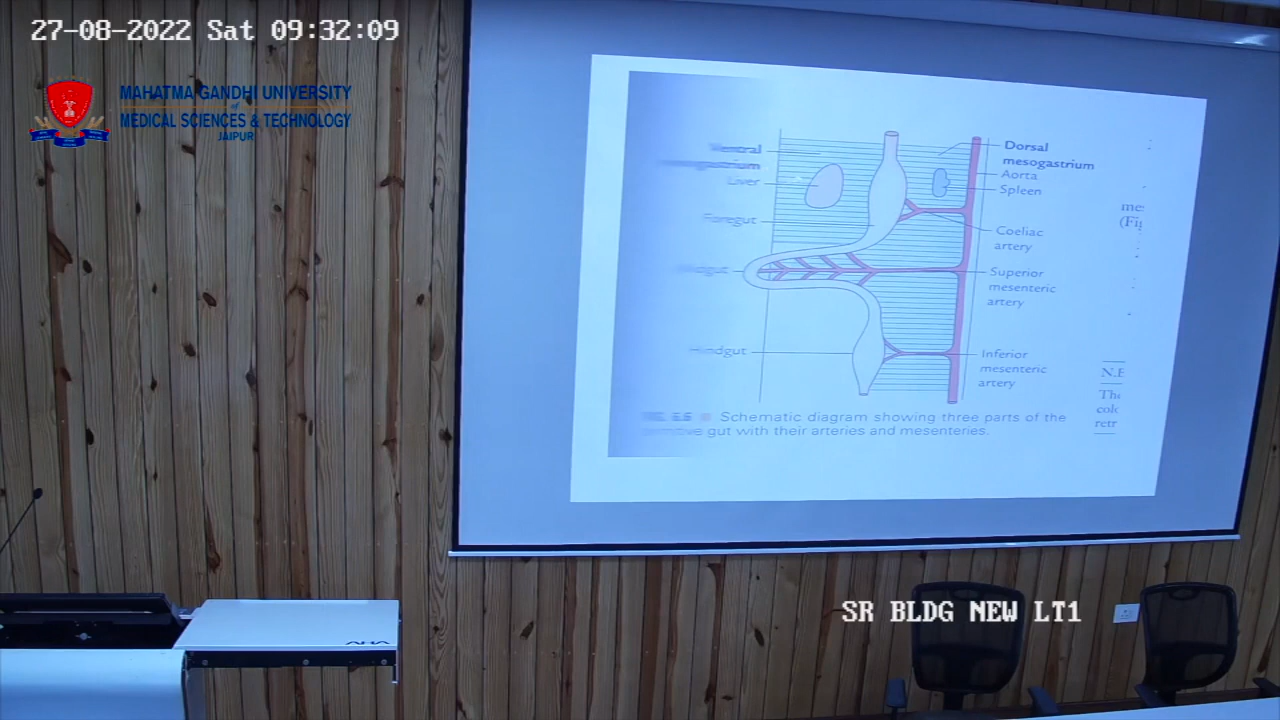 27-08-2022 Sat 09:32:09
MAHATMA GANDHI UNIVERSITY
of
MEDICAL SCIENCES & TECHNOLOGY
JAIPUR
Ventral
Liver
Foregut
Hindgut
Dorsal
mesogastrium
Aorta
Spleen
Coeliac
artery
Superior
mesenteric
artery
Inferior
mesenteric
artery
Schematic diagram showing three parts of the
gut with their arteries and mesenteries.
SR BLDG NEW LT1